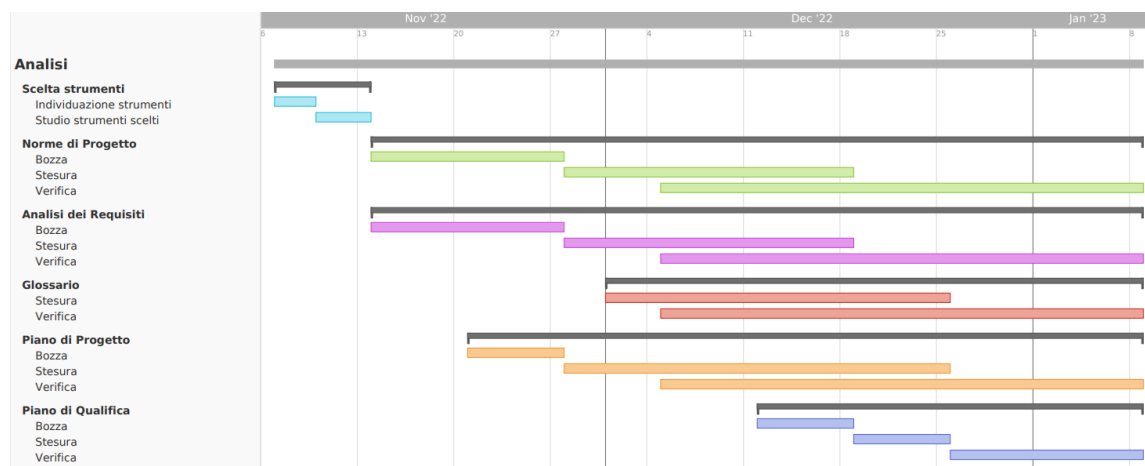 Nov '22 Dec '22 Jan '23
6 13 20 27 4 11 18 25 1 8
Analisi
Scelta strumenti
Individuazione strumenti
Studio strumenti scelti
Norme di Progetto
Bozza
Stesura
Verifica
Analisi dei Requisiti
Bozza
Stesura
Verifica
Glossario
Stesura
Verifica
Piano di Progetto
Bozza
Stesura
Verifica
Piano di Qualifica
Bozza
Stesura
Verifica